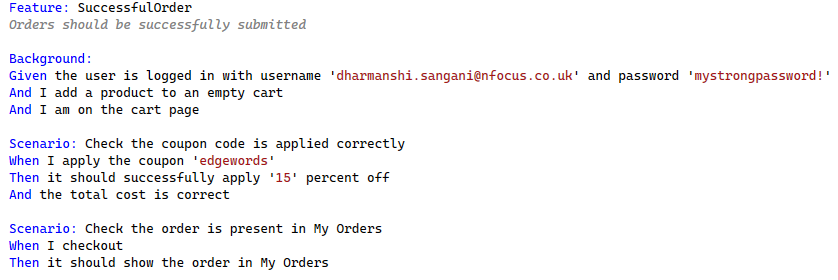 Feature: SuccessfulOrder
Orders should be successfully submitted
Background:
Given the user is logged in with username 'dharmanshi.sangani@nfocus.co.uk' and password 'mystrongpassword!'
And I add a product to an empty cart
And I am on the cart page
Scenario: Check the coupon code is applied correctly
When I apply the coupon 'edgewords'
Then it should successfully apply '15' percent off
And the total cost is correct
Scenario: Check the order is present in My Orders
When I checkout
Then it should show the order in My Orders